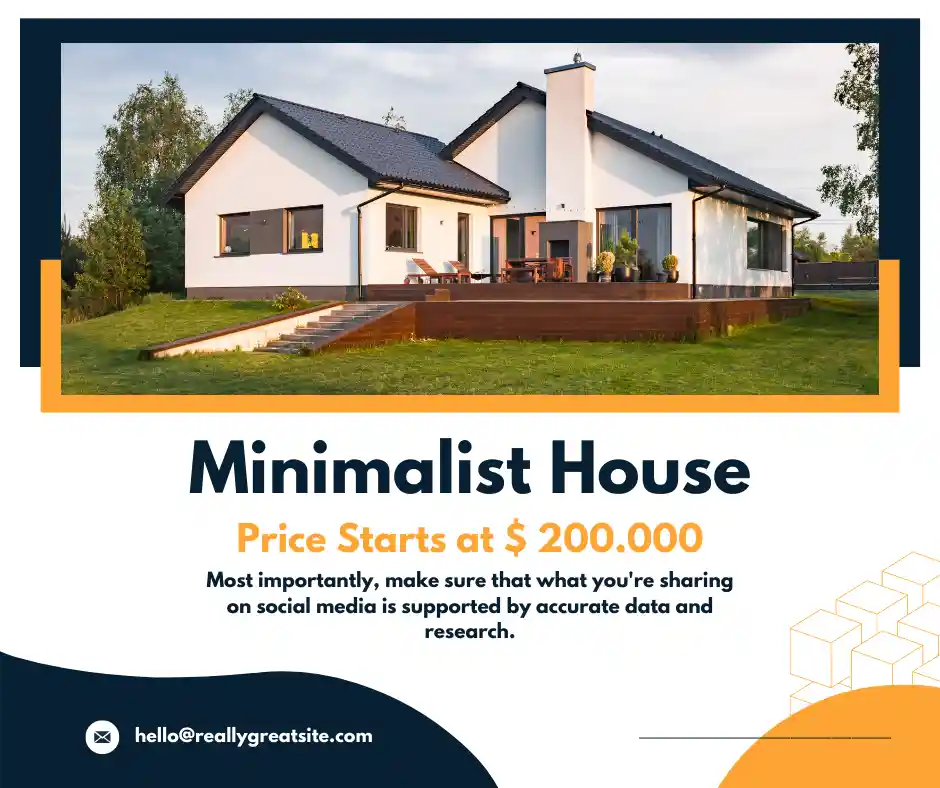 Minimalist House
Price Starts at $ 200.000
Most importantly, make sure that what you're sharing
on social media is supported by accurate data and
research.
hello@reallygreatsite.com